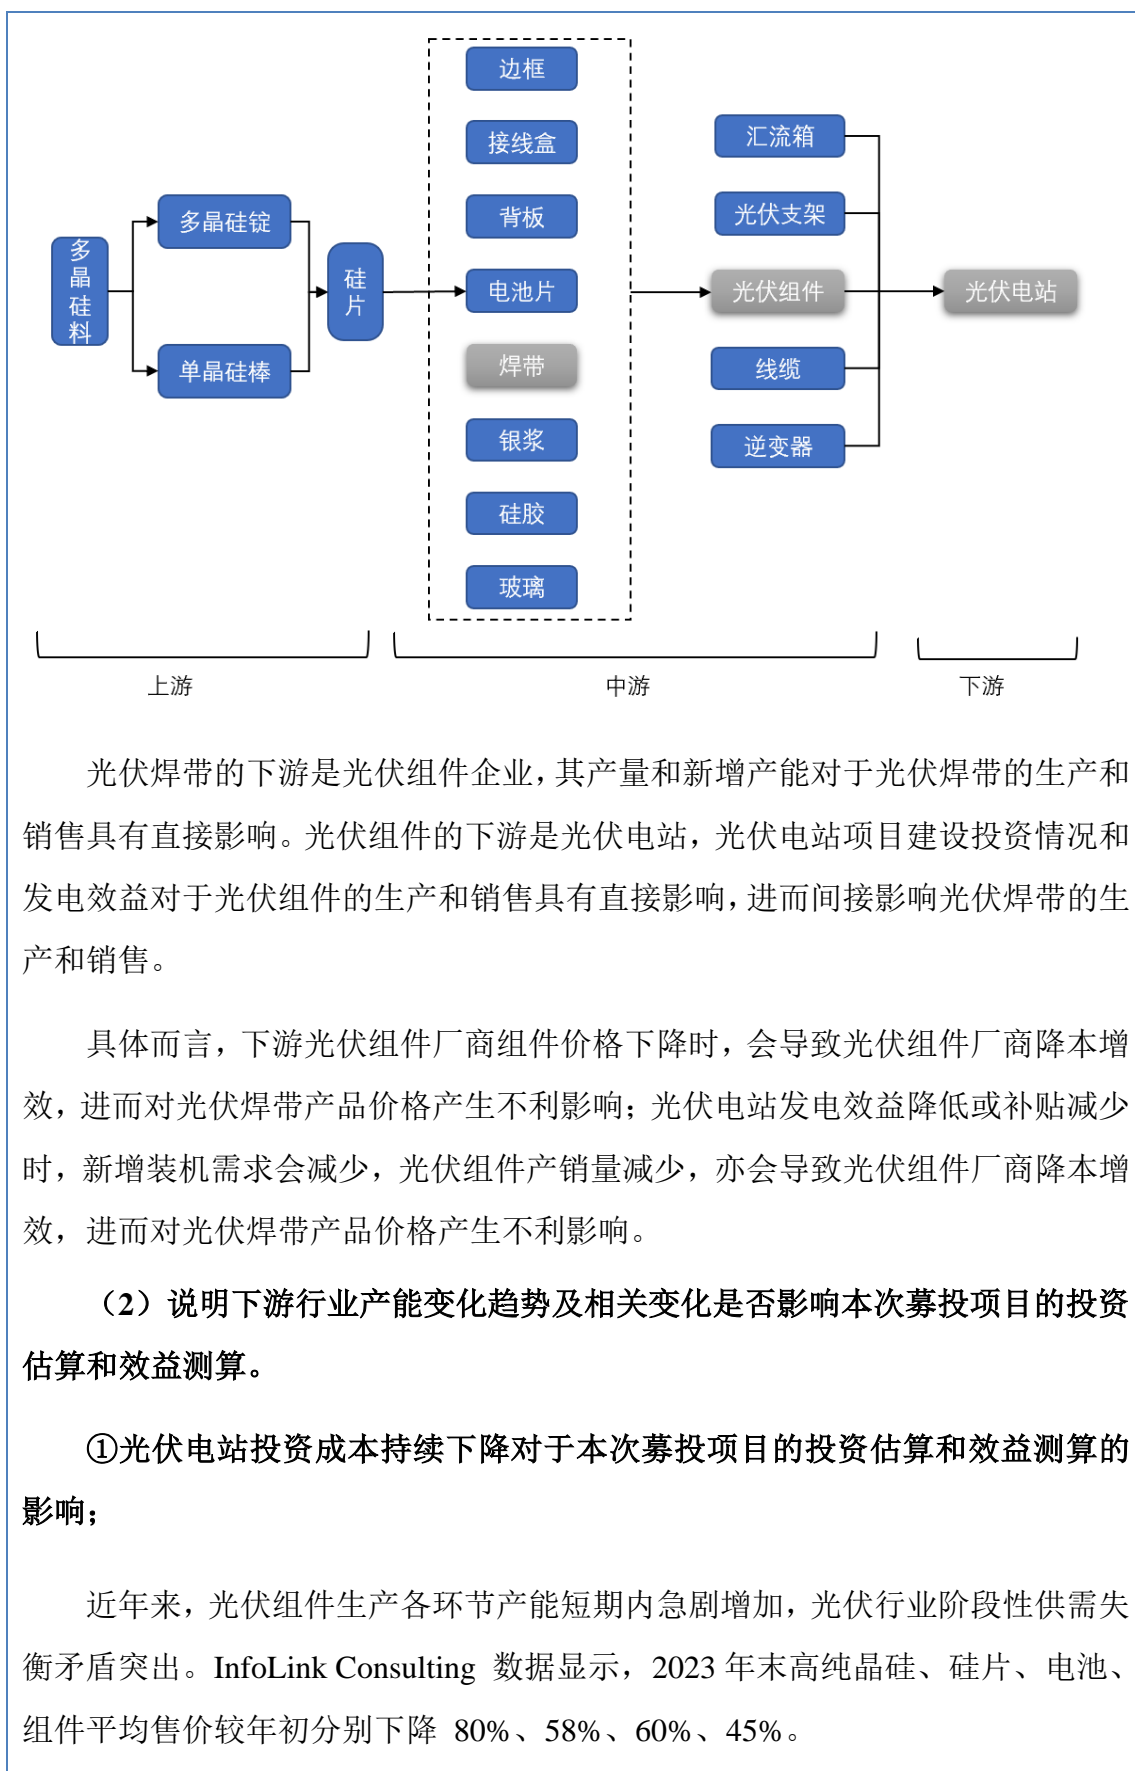 边框
接线盒
背板
电池片
焊带
银浆
硅胶
玻璃
多晶硅料
多晶硅锭
单晶硅棒
硅片
汇流箱
光伏支架
光伏组件
线缆
逆变器
光伏电站
上游
中游
下游
光伏焊带的下游是光伏组件企业，其产量和新增产能对于光伏焊带的生产和
销售具有直接影响。光伏组件的下游是光伏电站，光伏电站项目建设投资情况和
发电效益对于光伏组件的生产和销售具有直接影响，进而间接影响光伏焊带的生
产和销售。
具体而言，下游光伏组件厂商组件价格下降时，会导致光伏组件厂商降本增
效，进而对光伏焊带产品价格产生不利影响；光伏电站发电效益降低或补贴减少
时，新增装机需求会减少，光伏组件产销量减少，亦会导致光伏组件厂商降本增
效，进而对光伏焊带产品价格产生不利影响。
（2）说明下游行业产能变化趋势及相关变化是否影响本次募投项目的投资
估算和效益测算。
①光伏电站投资成本持续下降对于本次募投项目的投资估算和效益测算的
影响；
近年来，光伏组件生产各环节产能短期内急剧增加，光伏行业阶段性供需失
衡矛盾突出。InfoLink Consulting 数据显示，2023 年末高纯晶硅、硅片、电池、
组件平均售价较年初分别下降 80%、58%、60%、45%。